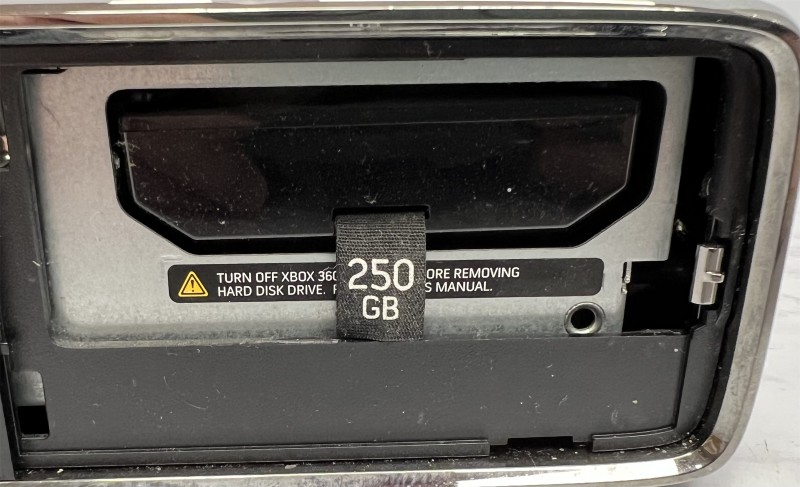 TURN OFF XBOX 360 ORE REMOVING
HARD DISK DRIVE. S MANUAL.
250
GB